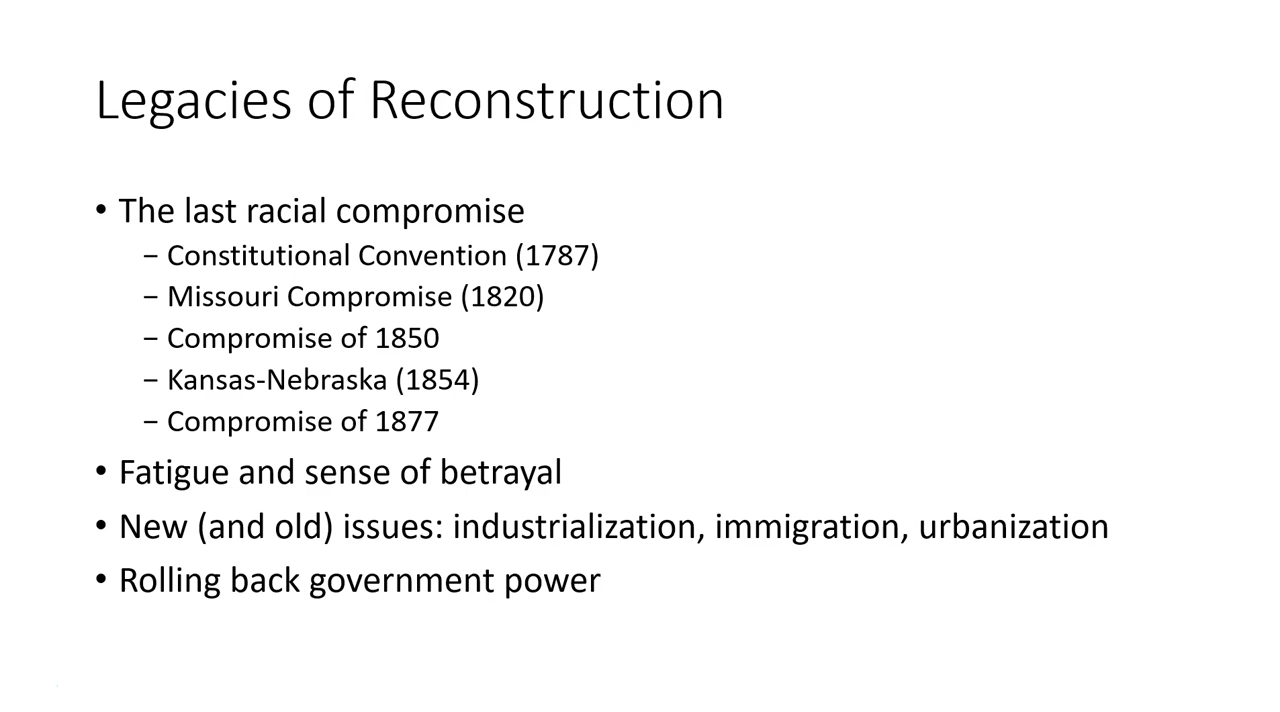 Legacies of Reconstruction
• The last racial compromise
– Constitutional Convention (1787)
– Missouri Compromise (1820)
– Compromise of 1850
– Kansas-Nebraska (1854)
– Compromise of 1877
• Fatigue and sense of betrayal
• New (and old) issues: industrialization, immigration, urbanization
• Rolling back government power